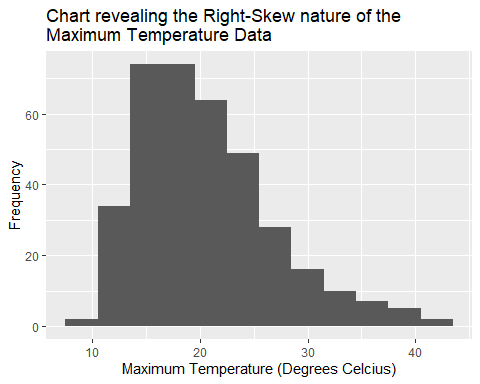 Chart revealing the Right-Skew nature of the
Maximum Temperature Data
60
40
20
0
Frequency
10 20 30 40
Maximum Temperature (Degrees Celcius)